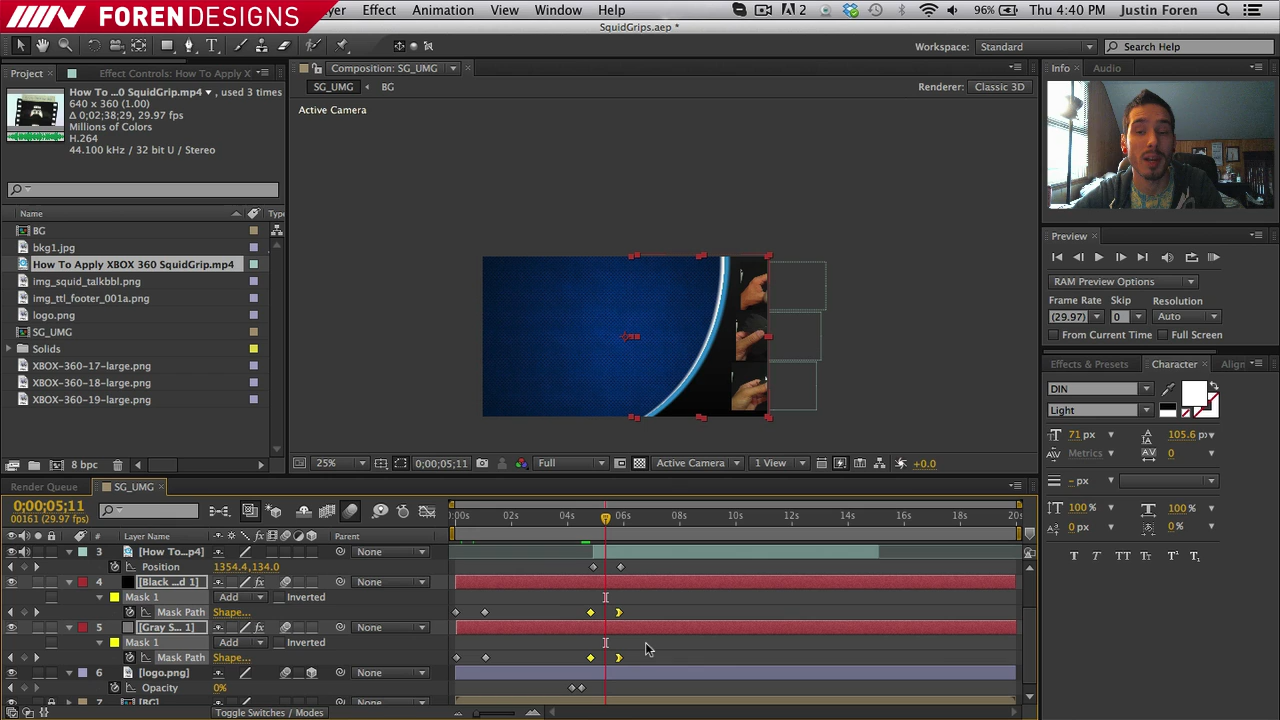 FORENDESIGNS
Layer Effect Animation View Window Help
2
96%
Thu 4:40 PM Justin Foren
SquidGrips.aep *
Workspace: Standard
Search Help
Project
Effect Controls: How To Apply X
Composition: SG_UMG
Info Audio
SG_UMG BG
Renderer: Classic 3D
Active Camera
How To ...0 SquidGrip.mp4 , used 3 times
640 x 360 (1.00)
Δ 0;02;38;29, 29.97 fps
Millions of Colors
H.264
44.100 kHz / 32 bit U / Stereo
Name Type
BG
bkg1.jpg
How To Apply XBOX 360 SquidGrip.mp4
img_squid_talkbbl.png
img_ttl_footer_001a.png
logo.png
SG_UMG
Solids
XBOX-360-17-large.png
XBOX-360-18-large.png
XBOX-360-19-large.png
Preview
RAM Preview Options
Frame Rate Skip Resolution
(29.97) 0 Auto
From Current Time Full Screen
Effects & Presets Character Align
DIN
Light
71 px 105.6 px
Metrics 0
- px
100% 100%
0 px 0%
T T TT Tr T¹ T₁
8 bpc
25% 0;00;05;11 Full Active Camera 1 View +0.0
Render Queue SG_UMG
0;00;05;11
00161 (29.97 fps)
0:00s 02s 04s 06s 08s 10s 12s 14s 16s 18s 20s
# Layer Name Parent
3 [How To...p4] None
Position 1354.4,134.0
4 [[Black ...d 1] None
Mask 1 Add Inverted
Mask Path Shape...
5 [[Gray S... 1] None
Mask 1 Add Inverted
Mask Path Shape...
6 [logo.png] None
Opacity 0%
7 [BG] None
Toggle Switches / Modes